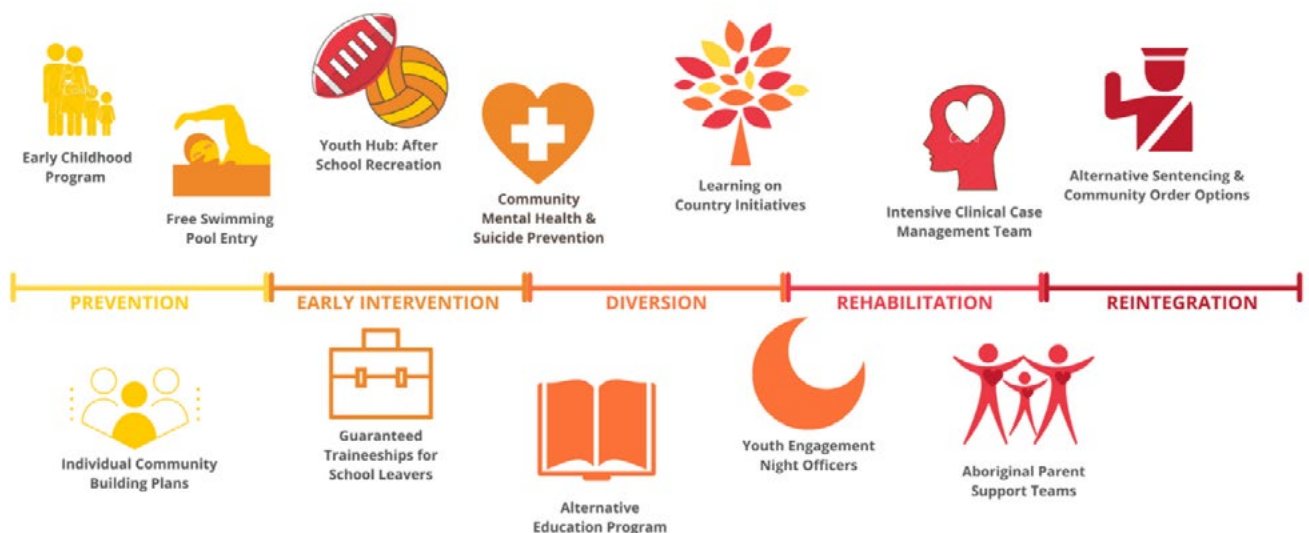 Early Childhood
Program
Free Swimming
Pool Entry
Youth Hub: After
School Recreation
Community
Mental Health &
Suicide Prevention
Learning on
Country Initiatives
Intensive Clinical Case
Management Team
Alternative Sentencing &
Community Order Options
PREVENTION
EARLY INTERVENTION
DIVERSION
REHABILITATION
REINTEGRATION
Individual Community
Building Plans
Guaranteed
Traineeships for
School Leavers
Alternative
Education Program
Youth Engagement
Night Officers
Aboriginal Parent
Support Teams